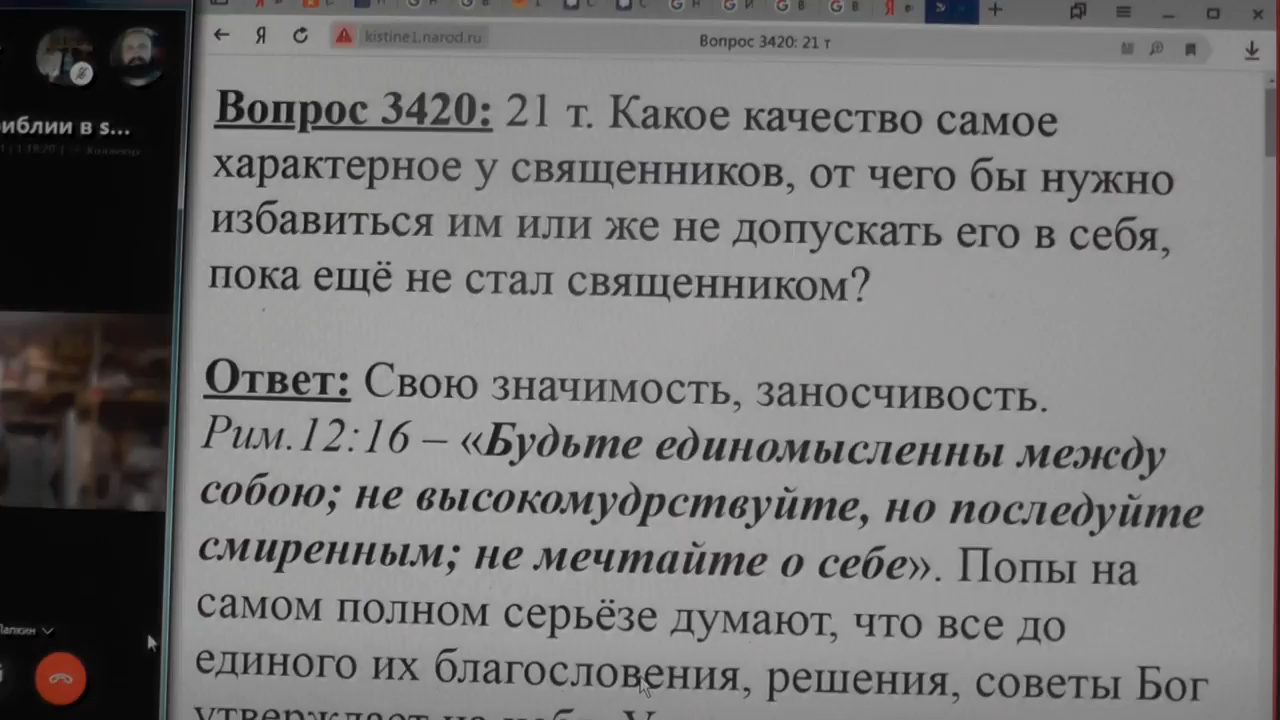 kistine1.narod.ru
Вопрос 3420: 21 т
иблии в s...
Вопрос 3420: 21 т. Какое качество самое
характерное у священников, от чего бы нужно
избавиться им или же не допускать его в себя,
пока ещё не стал священником?
Ответ: Свою значимость, заносчивость.
Рим.12:16 – «Будьте единомысленны между
собою; не высокомудрствуйте, но последуйте
смиренным; не мечтайте о себе». Попы на
самом полном серьёзе думают, что все до
единого их благословения, решения, советы Бог